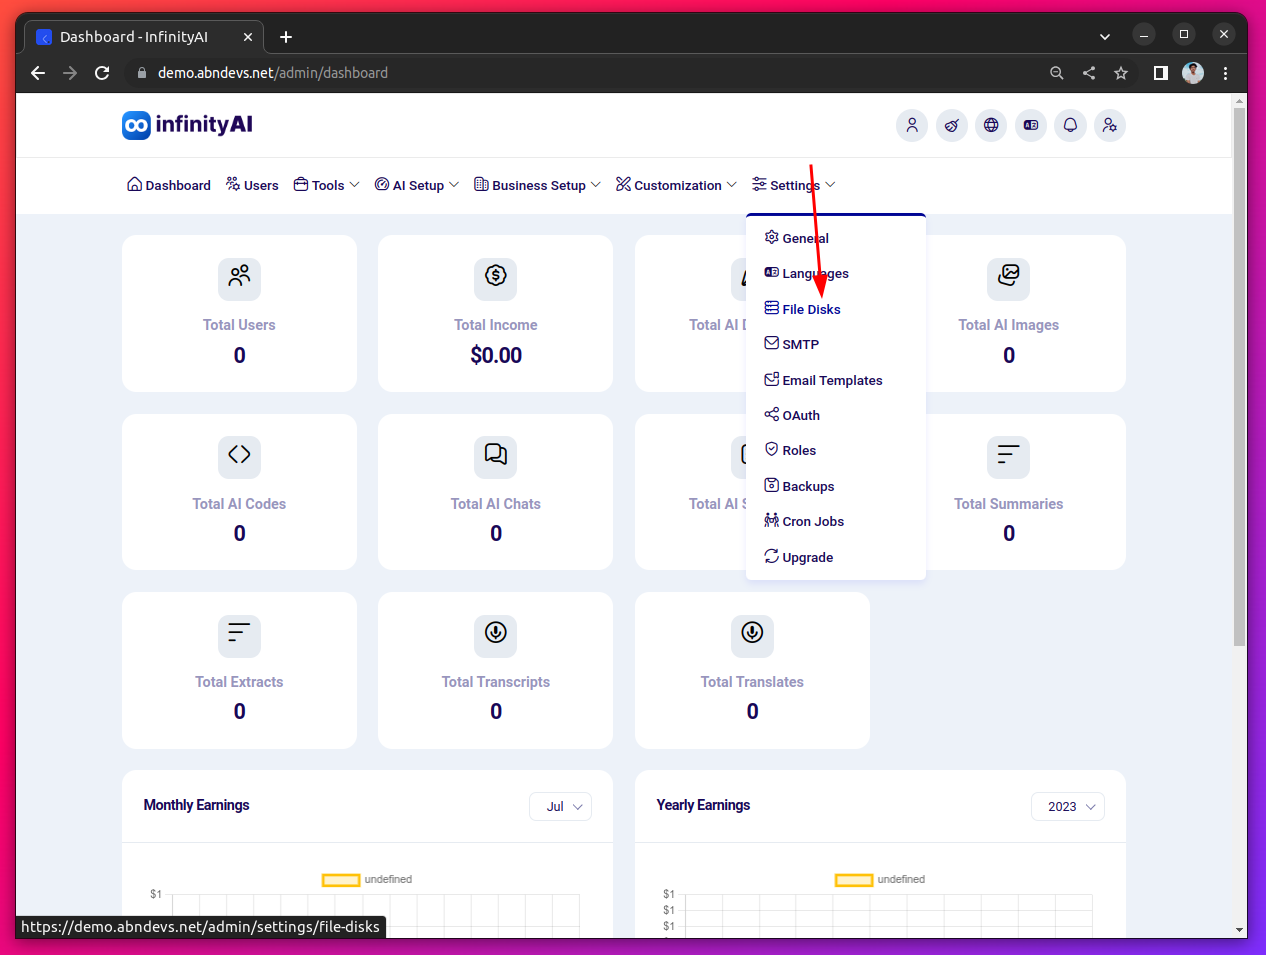 Dashboard - InfinityAI
demo.abndevs.net/admin/dashboard
infinityAI
Dashboard Users Tools AI Setup Business Setup Customization Settings
General
Languages
File Disks
SMTP
Email Templates
OAuth
Roles
Backups
Cron Jobs
Upgrade
Total Users
0
Total Income
$0.00
Total AI D
Total AI Images
0
Total AI Codes
0
Total AI Chats
0
Total AI S
Total Summaries
0
Total Extracts
0
Total Transcripts
0
Total Translates
0
Monthly Earnings
Jul
undefined
$1
Yearly Earnings
2023
undefined
$1
$1
$1
https://demo.abndevs.net/admin/settings/file-disks